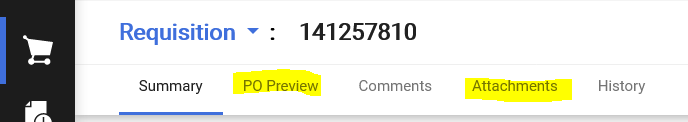 Requisition : 141257810
Summary PO Preview Comments Attachments History